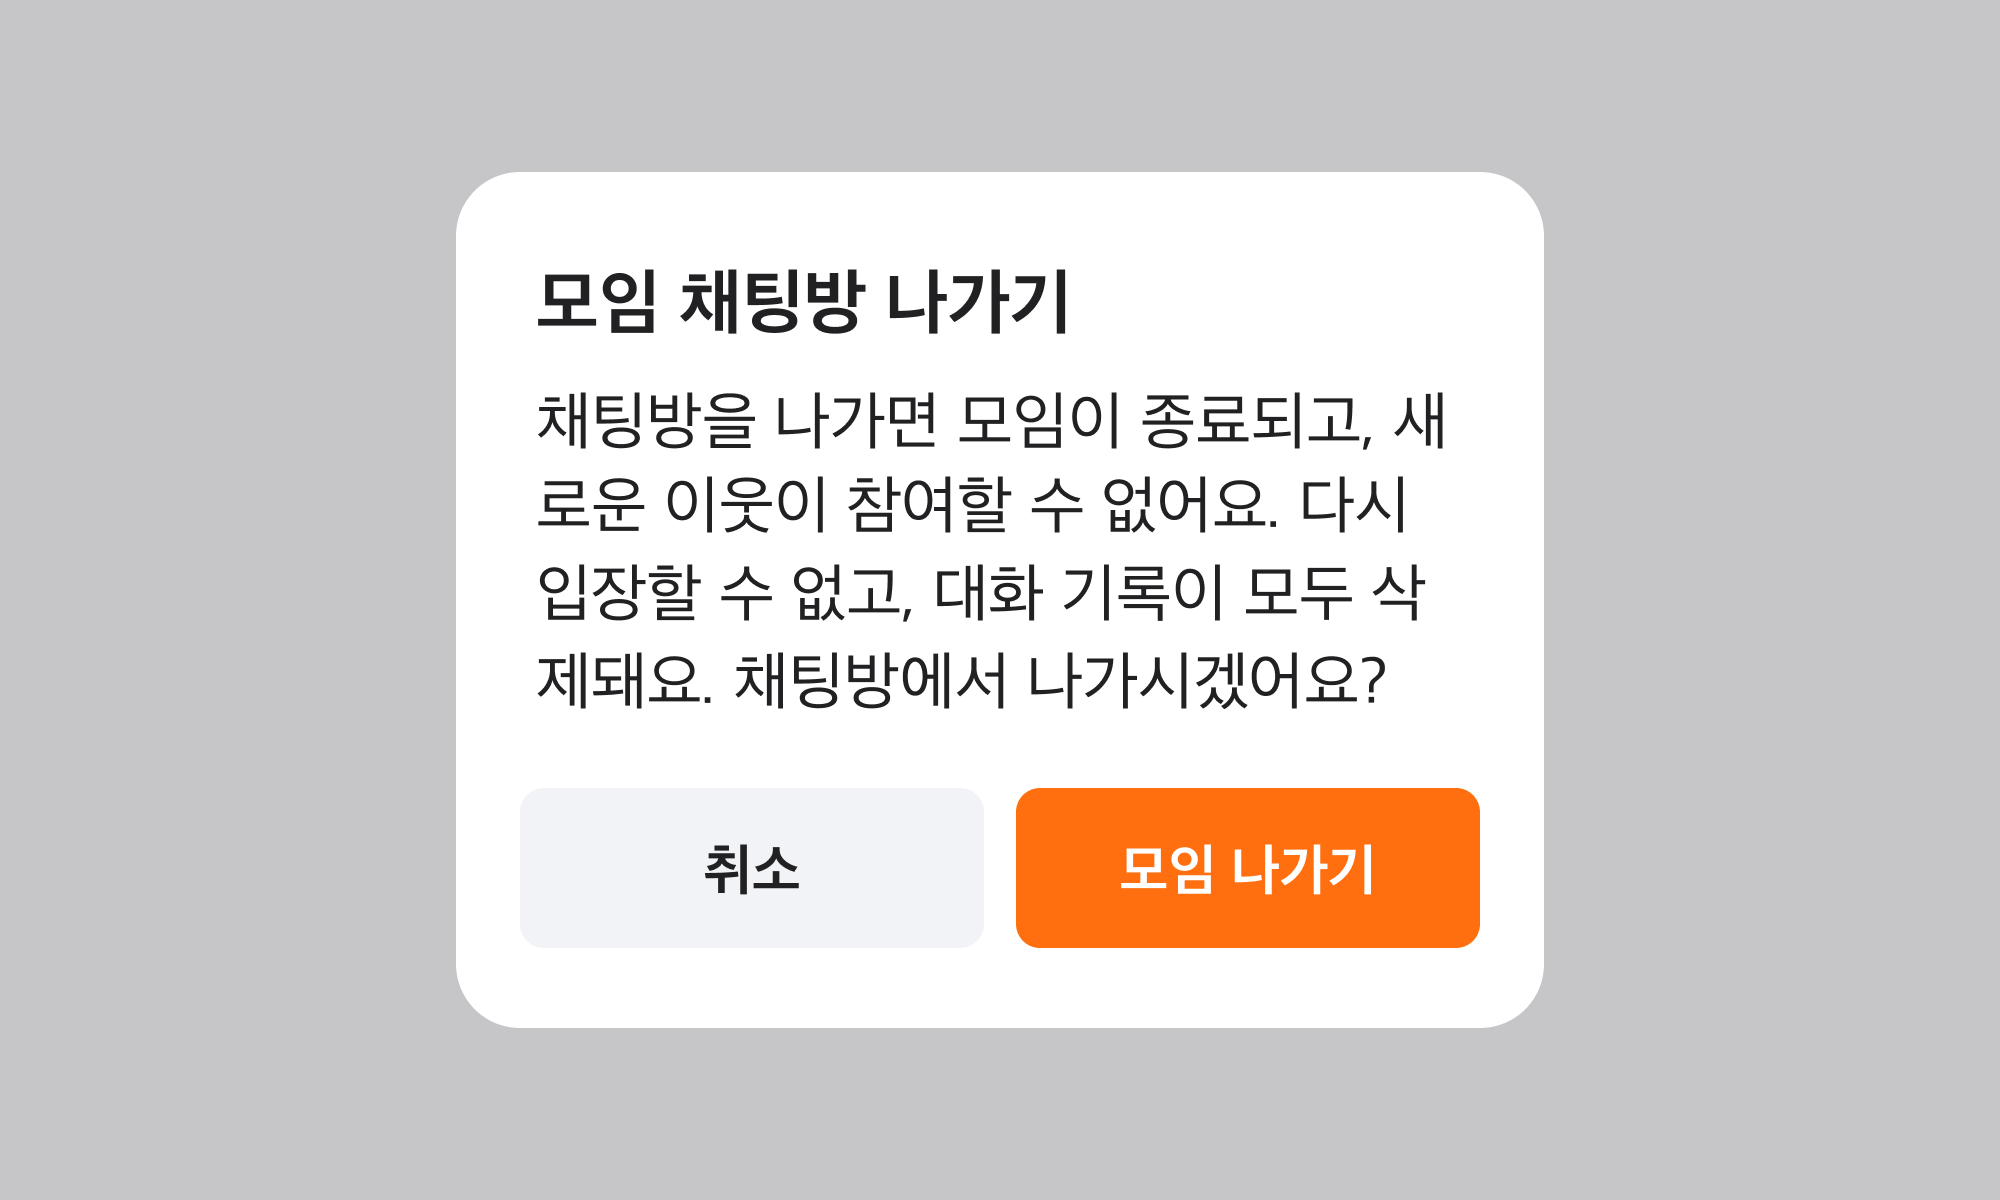 모임 채팅방 나가기
채팅방을 나가면 모임이 종료되고, 새
로운 이웃이 참여할 수 없어요. 다시
입장할 수 없고, 대화 기록이 모두 삭
제돼요. 채팅방에서 나가시겠어요?
취소
모임 나가기